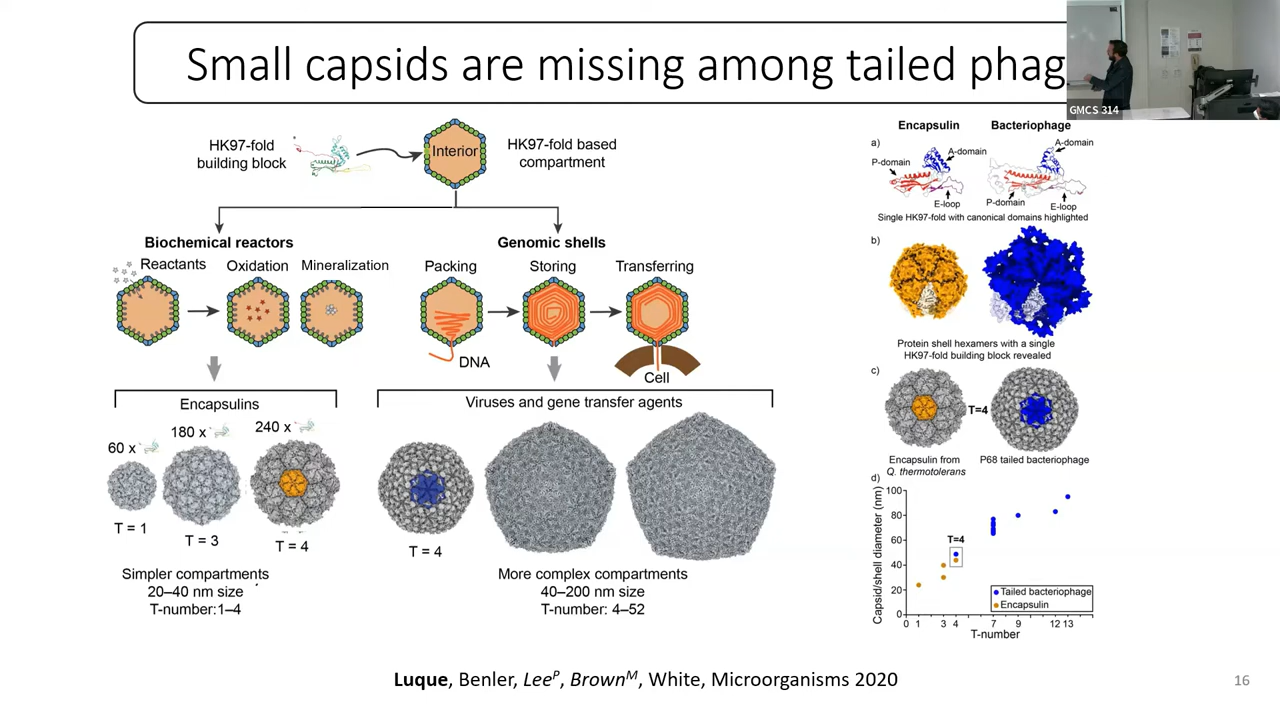 Small capsids are missing among tailed phag
GMCS 314
HK97-fold
building block
Interior
HK97-fold based
compartment
Biochemical reactors
Genomic shells
Reactants
Oxidation
Mineralization
Packing
Storing
Transferring
DNA
Cell
Encapsulins
Viruses and gene transfer agents
60 x
180 x
240 x
T = 1
T = 3
T = 4
T = 4
Simpler compartments
20–40 nm size
T-number:1–4
More complex compartments
40–200 nm size
T-number: 4–52
Encapsulin
Bacteriophage
a)
P-domain
A-domain
E-loop
A-domain
P-domain
E-loop
Single HK97-fold with canonical domains highlighted
b)
Protein shell hexamers with a single
HK97-fold building block revealed
c)
T=4
Encapsulin from
Q. thermotolerans
P68 tailed bacteriophage
d)
Capsid/shell diameter (nm)
100
80
60
40
20
0
T=4
Tailed bacteriophage
Encapsulin
0 1 3 4 7 9 12 13
T-number
Luque, Benler, Leeᴾ, Brownᴹ, White, Microorganisms 2020
16